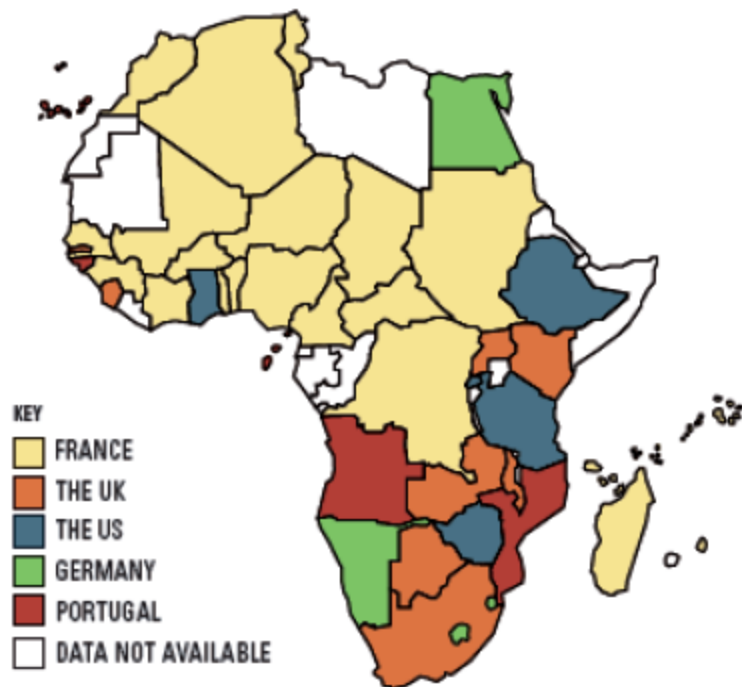 KEY
FRANCE
THE UK
THE US
GERMANY
PORTUGAL
DATA NOT AVAILABLE